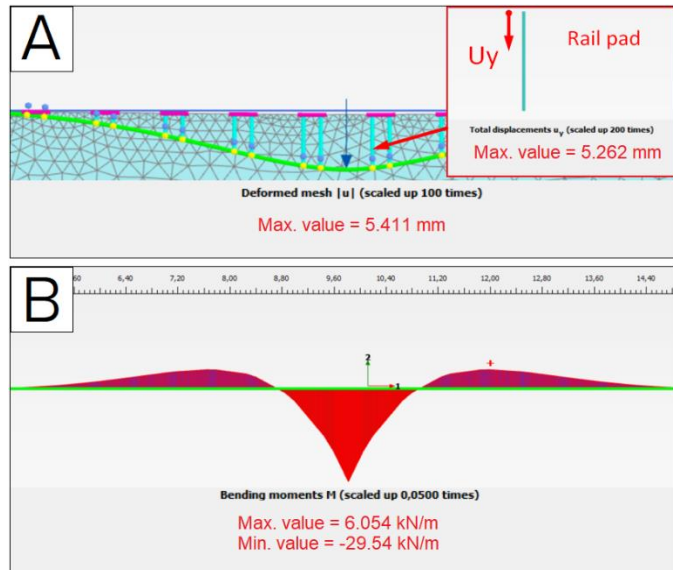 A
Uy
Rail pad
Total displacements uy (scaled up 200 times)
Max. value = 5.262 mm
Deformed mesh |u| (scaled up 100 times)
Max. value = 5.411 mm
B
,60 6,40 7,20 8,00 8,80 9,60 10,40 11,20 12,00 12,80 13,60 14,40
2
1
Bending moments M (scaled up 0,0500 times)
Max. value = 6.054 kN/m
Min. value = -29.54 kN/m